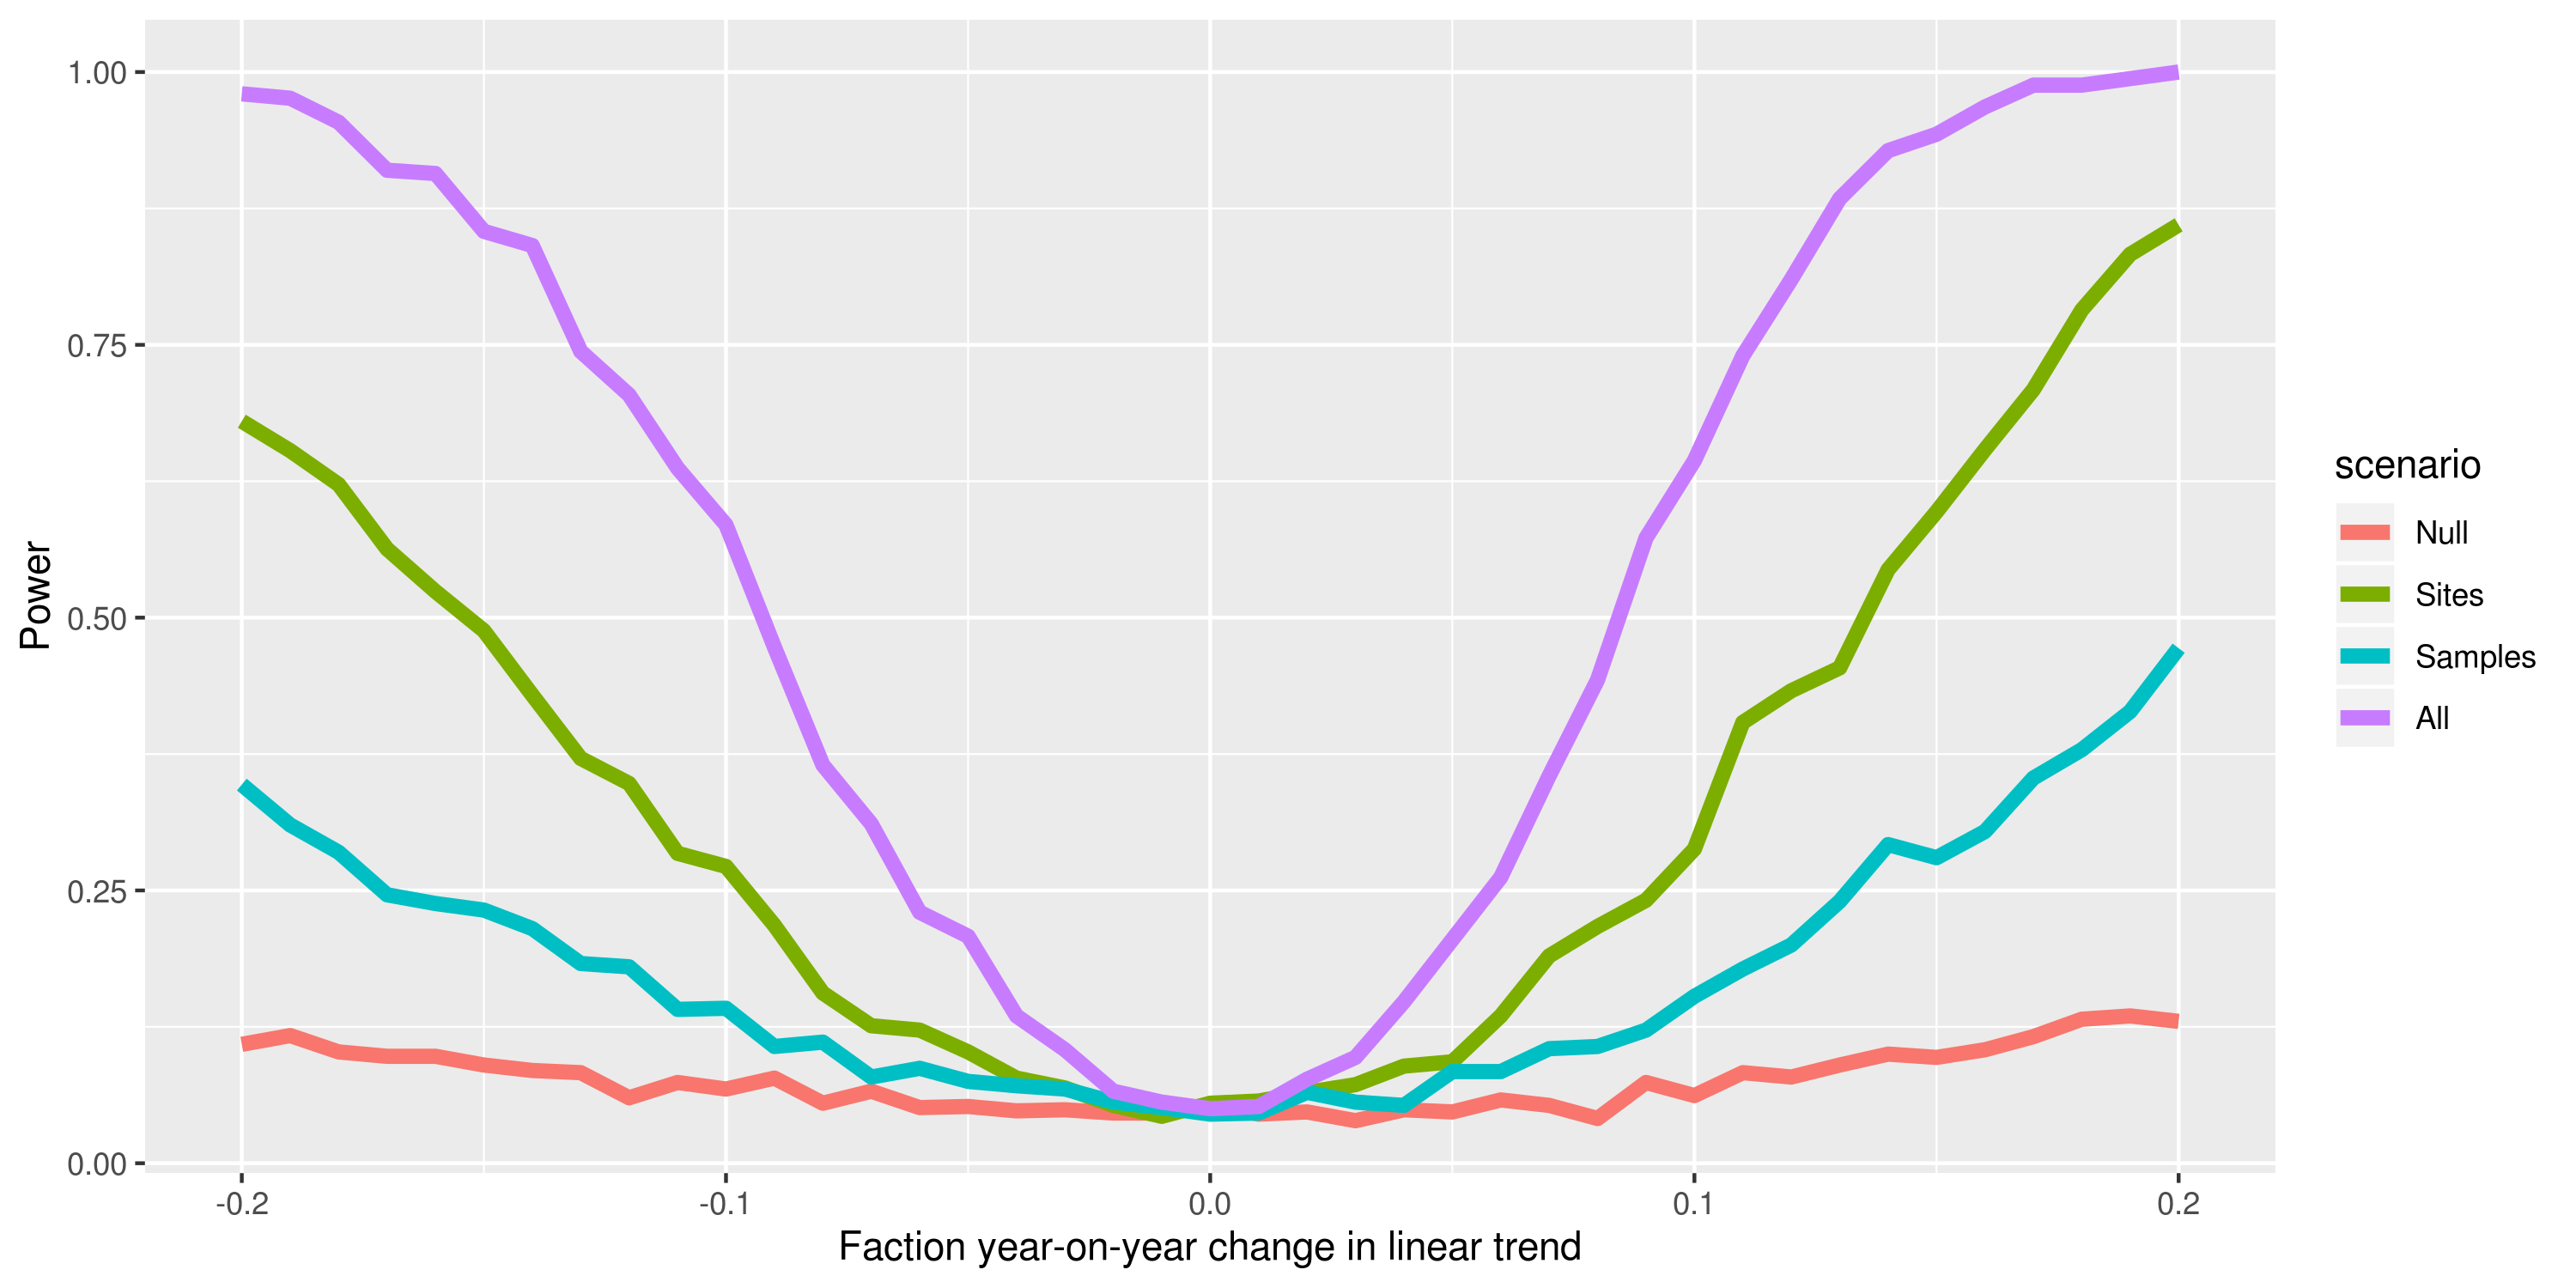 1.00
0.75
0.50
0.25
0.00
Power
-0.2
-0.1
0.0
0.1
0.2
Faction year-on-year change in linear trend
scenario
Null
Sites
Samples
All